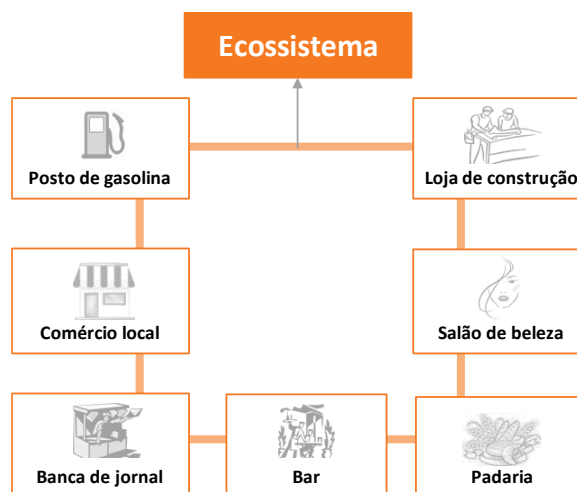 Ecossistema
Posto de gasolina
Loja de construção
Comércio local
Salão de beleza
Banca de jornal
Bar
Padaria